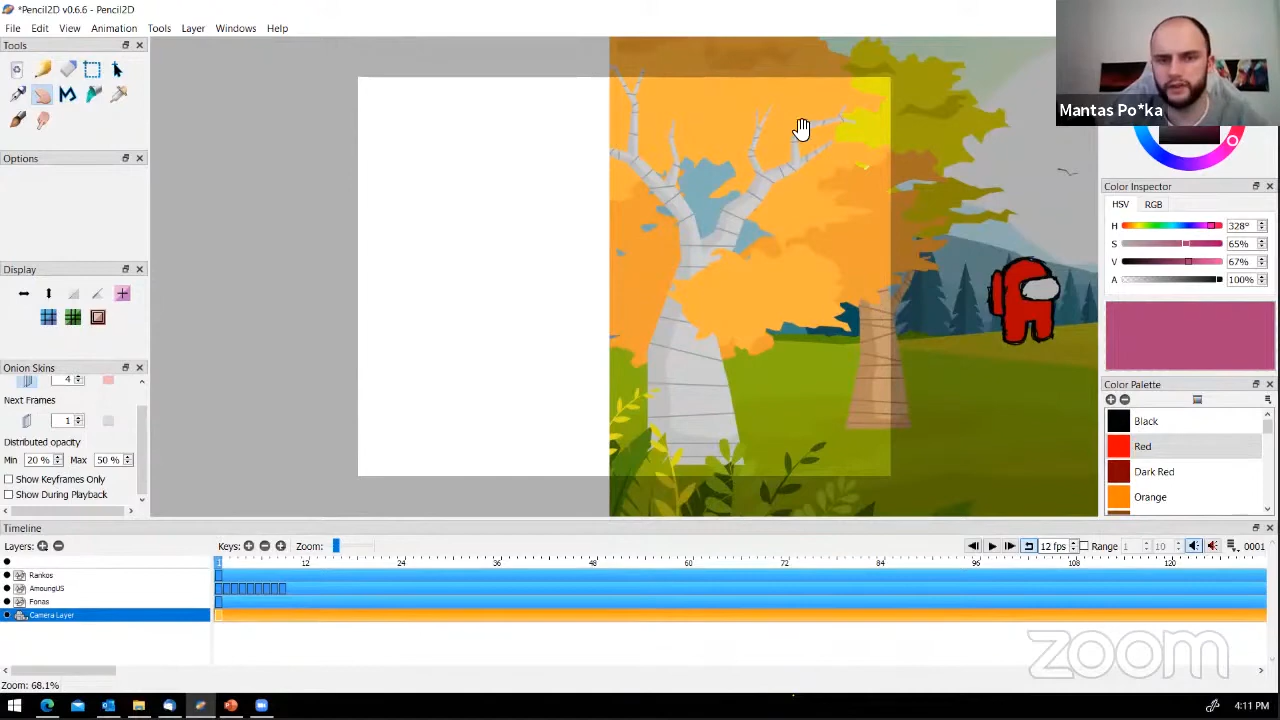 *Pencil2D v0.6.6 - Pencil2D
File Edit View Animation Tools Layer Windows Help
Tools
Mantas Po*ka
Options
Color Inspector
HSV RGB
H 328°
S 65%
V 67%
A 100%
Display
Onion Skins
4
Next Frames
1
Distributed opacity
Min 20 % Max 50 %
Show Keyframes Only
Show During Playback
Color Palette
Black
Red
Dark Red
Orange
Timeline
Layers: Keys: Zoom: 12 fps Range 1 10 0001
1 12 24 36 48 60 72 84 96 108 120
Rankos
AmoungUS
Fonas
Camera Layer
zoom
Zoom: 68.1%
4:11 PM